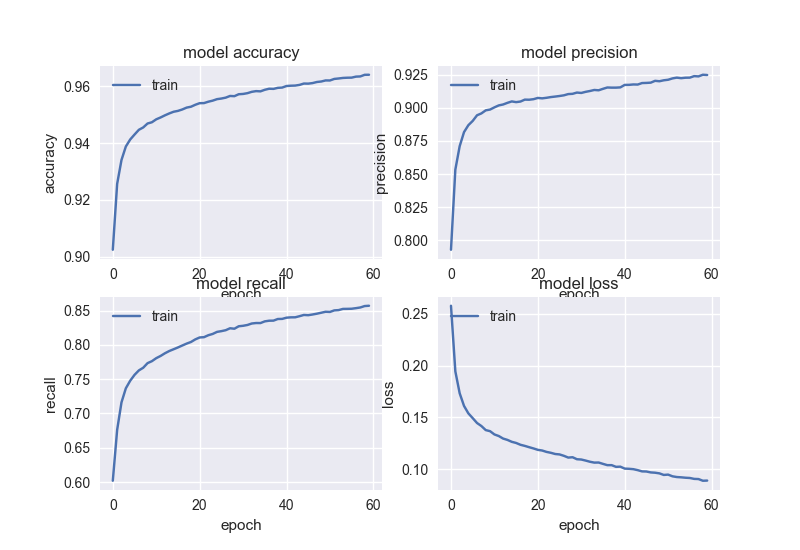 model accuracy
train
0.96
0.94
0.92
0.90
accuracy
0 20 40 60
epoch
model precision
train
0.925
0.900
0.875
0.850
0.825
0.800
precision
0 20 40 60
epoch
model recall
train
0.85
0.80
0.75
0.70
0.65
0.60
recall
0 20 40 60
epoch
model loss
train
0.25
0.20
0.15
0.10
loss
0 20 40 60
epoch